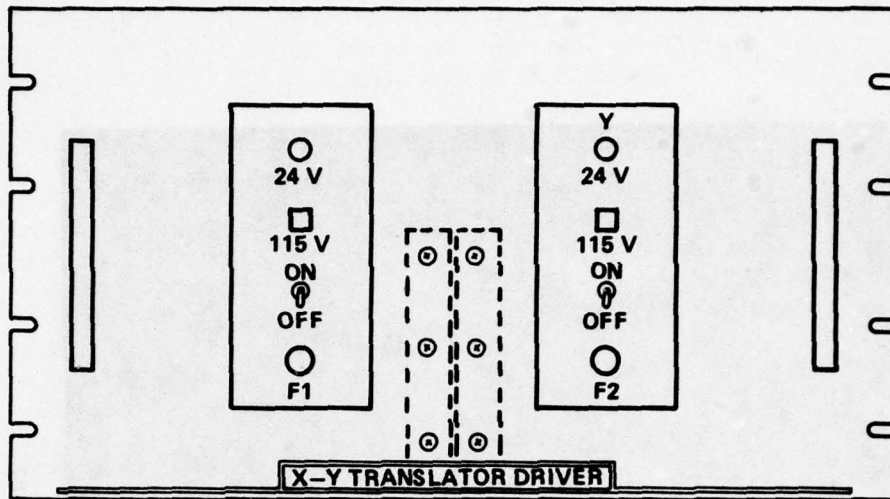 24 V
115 V
ON
OFF
F1
Y
24 V
115 V
ON
OFF
F2
X–Y TRANSLATOR DRIVER